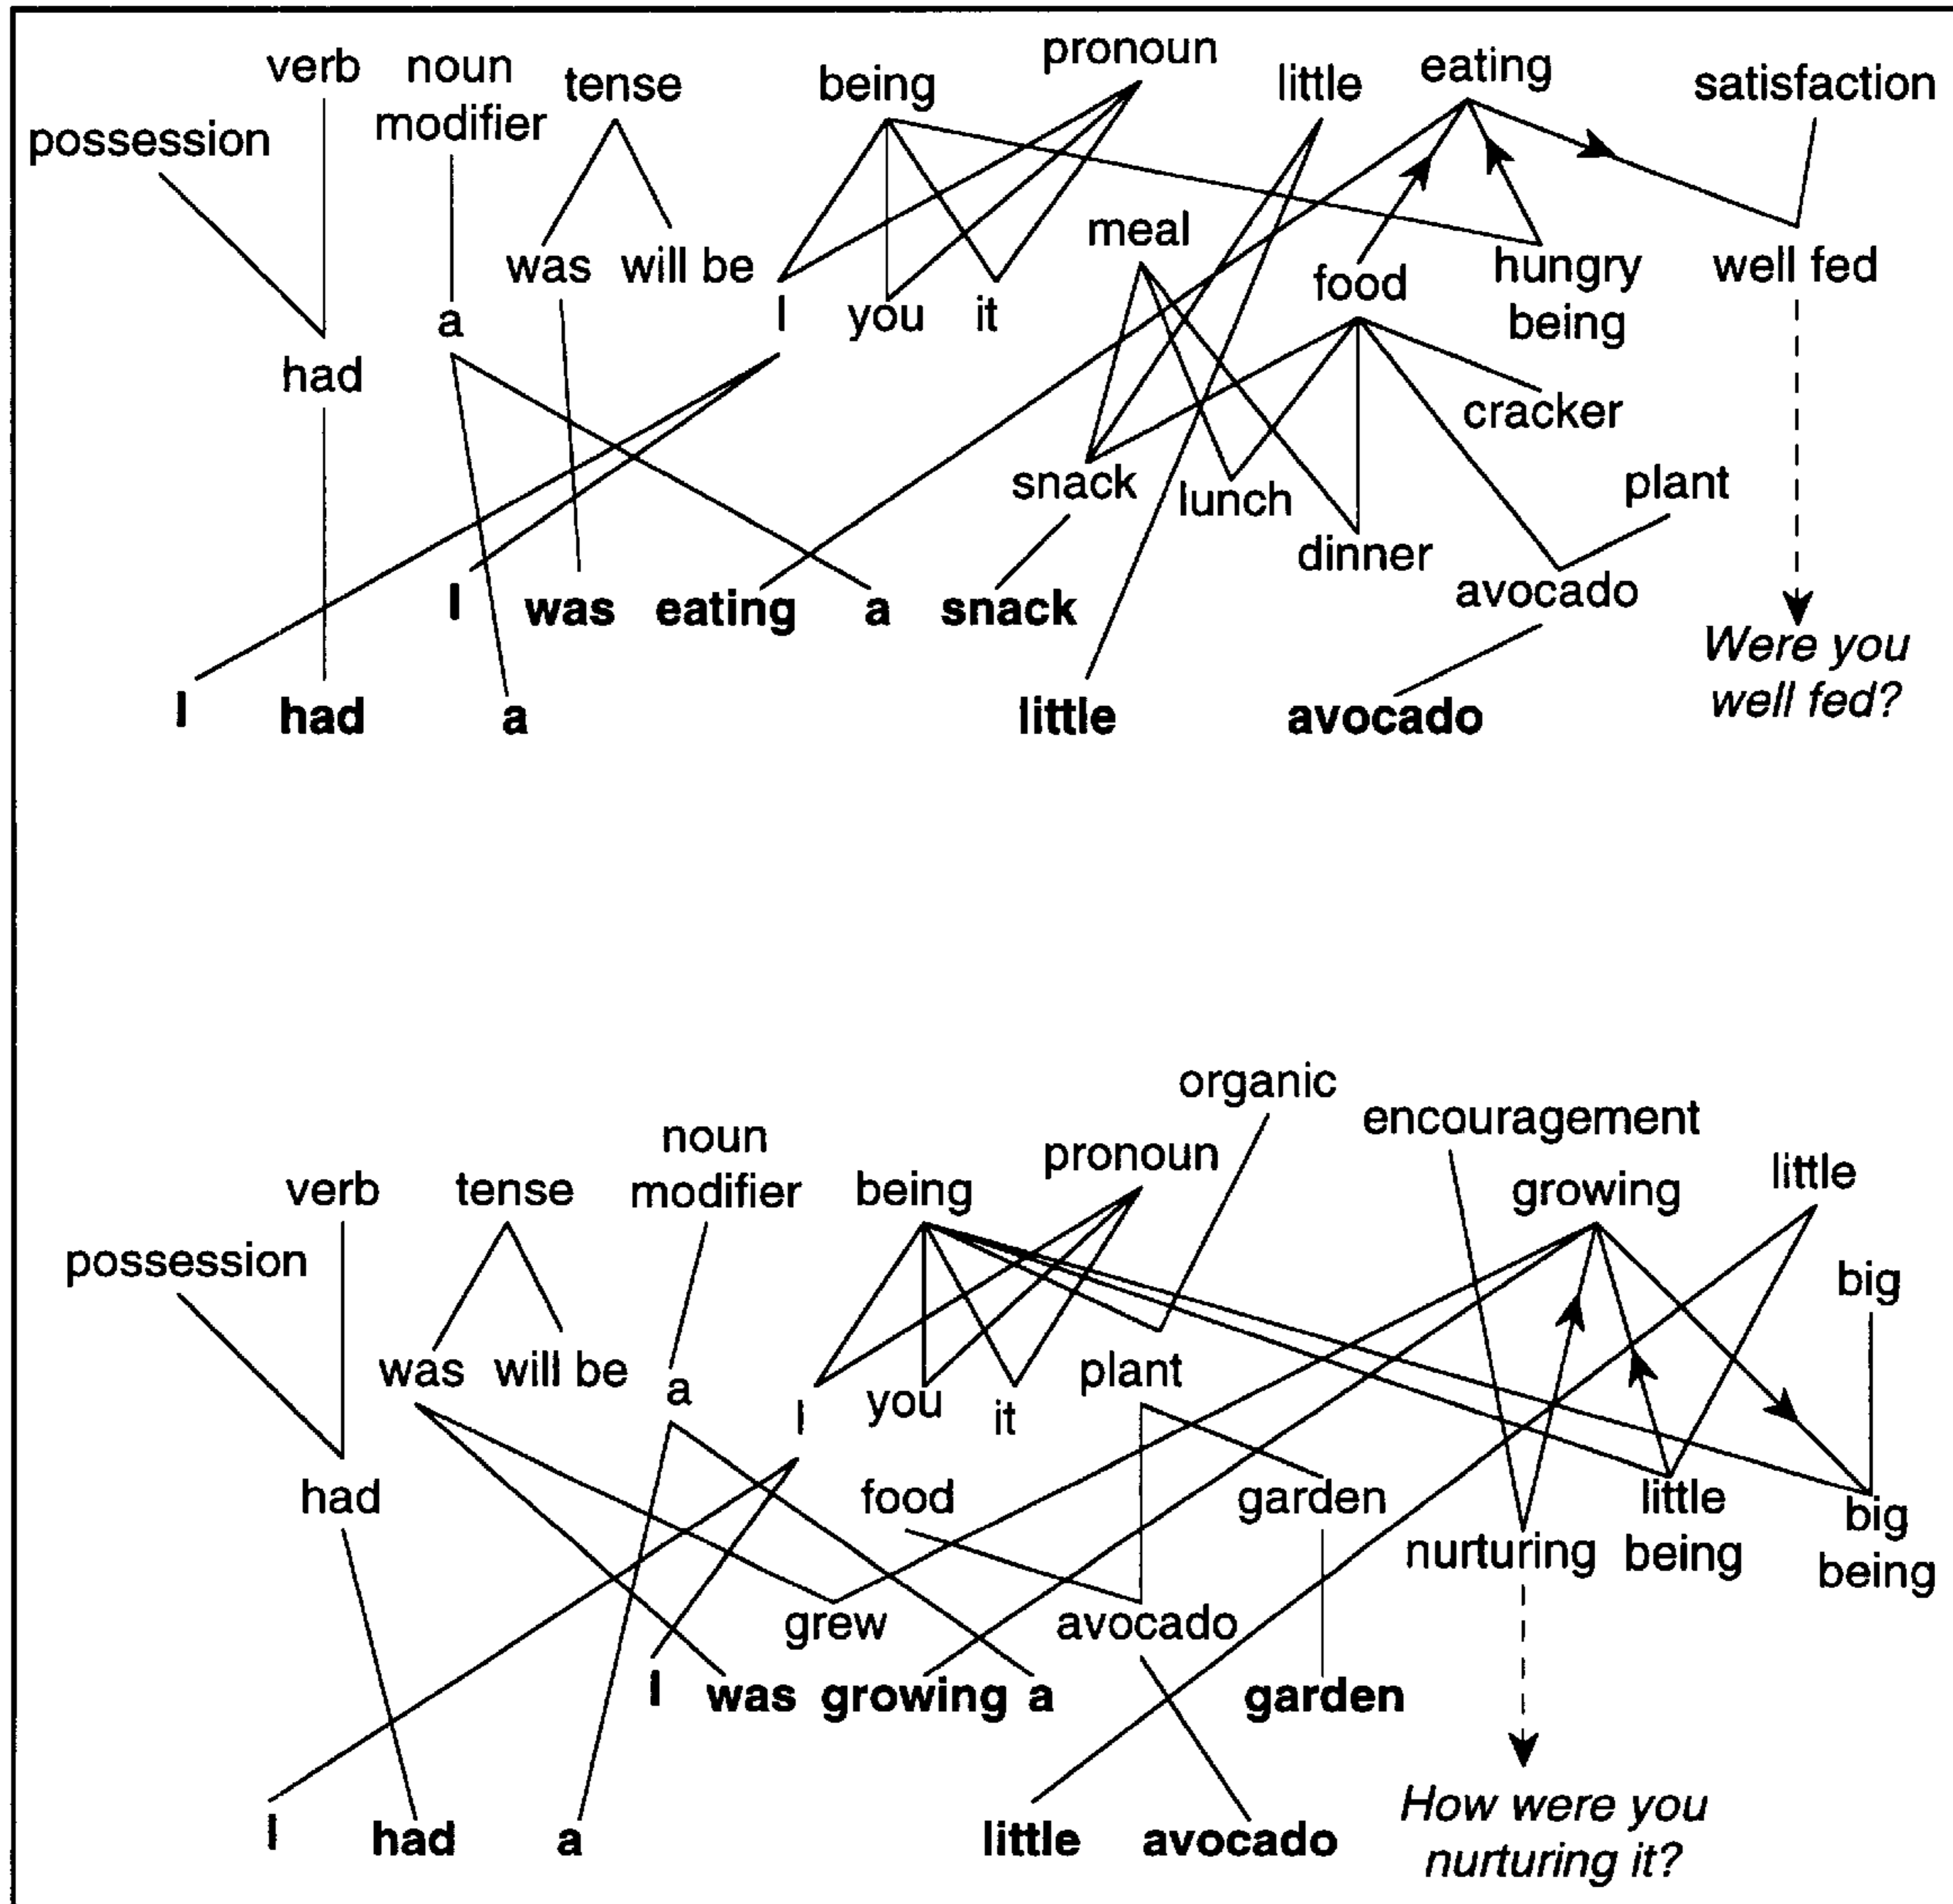 verb
noun
modifier
tense
being
pronoun
little
eating
satisfaction
possession
was
will be
meal
food
hungry
being
well fed
a
I
you
it
had
cracker
snack
lunch
plant
dinner
avocado
I was eating a snack
Were you
well fed?
I had a little avocado
organic
encouragement
noun
modifier
pronoun
verb
tense
being
growing
little
possession
big
was
will be
a
I
you
it
plant
had
food
garden
nurturing
little
being
big
being
grew
avocado
I was growing a garden
How were you
nurturing it?
I had a little avocado